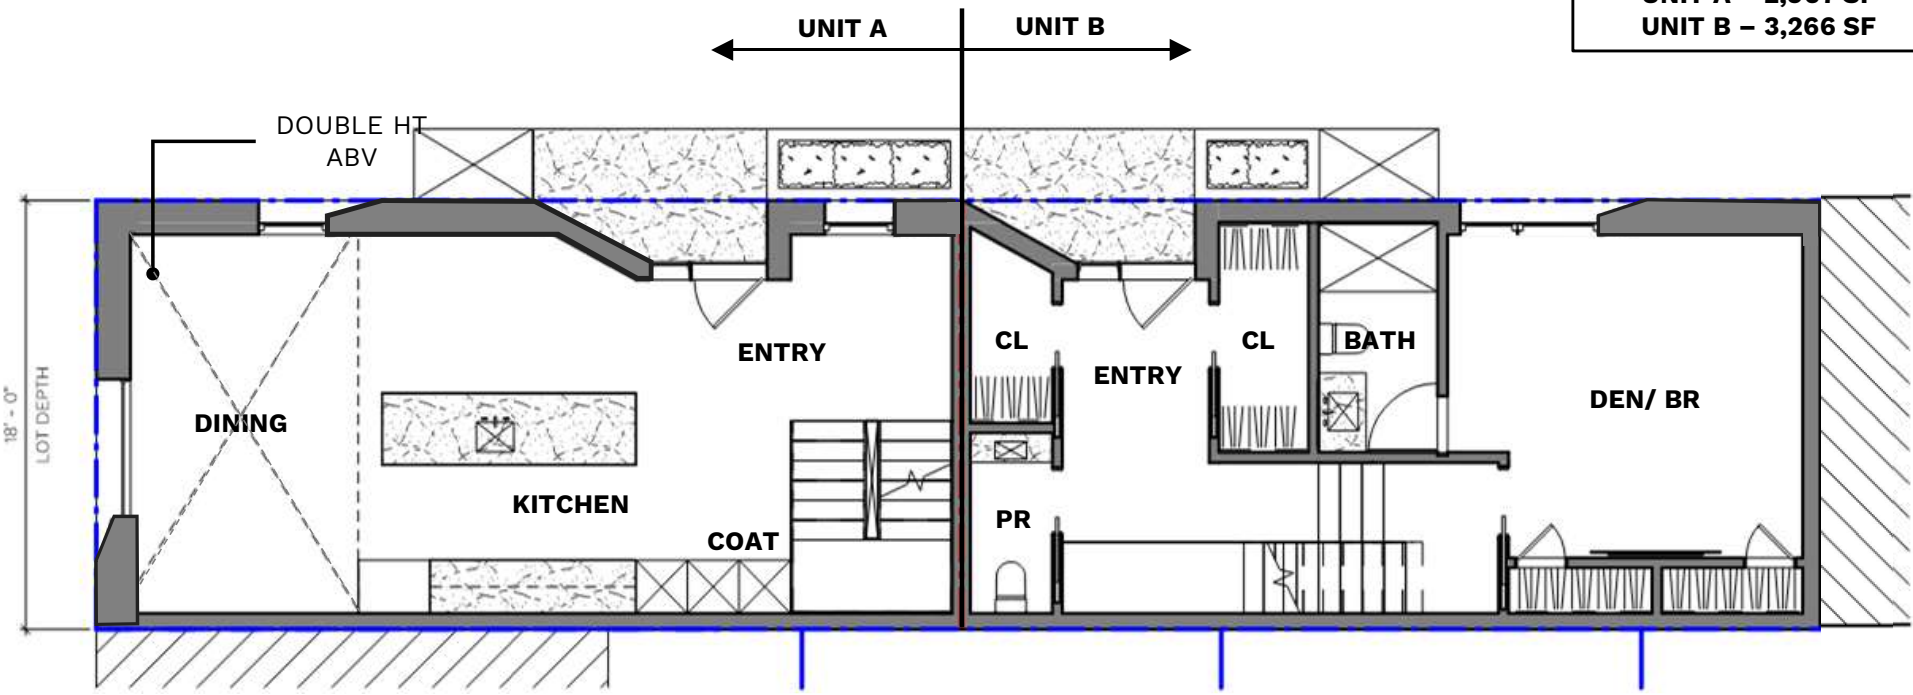 UNIT A
UNIT B
UNIT B – 3,266 SF
DOUBLE HT
ABV
18' - 0"
LOT DEPTH
DINING
KITCHEN
COAT
ENTRY
CL
PR
ENTRY
CL
BATH
DEN/ BR